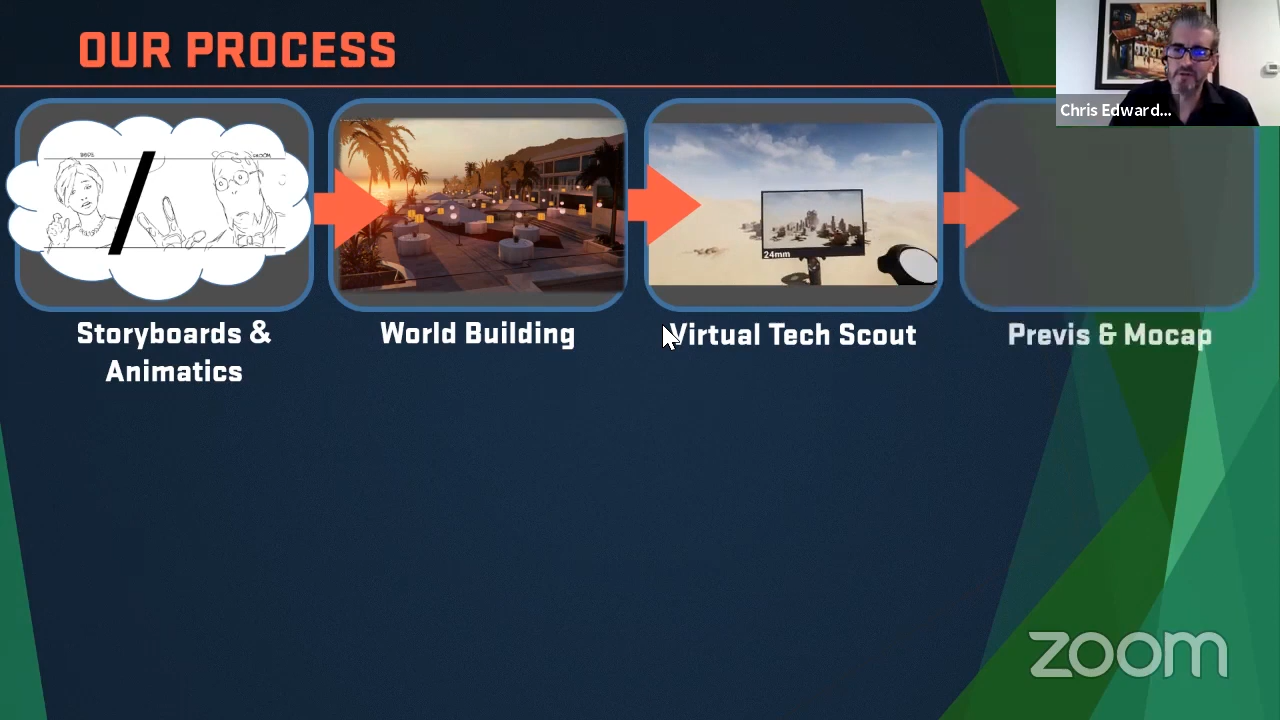 OUR PROCESS
Chris Edward...
24mm
Storyboards &
Animatics
World Building
Virtual Tech Scout
Previs & Mocap
zoom